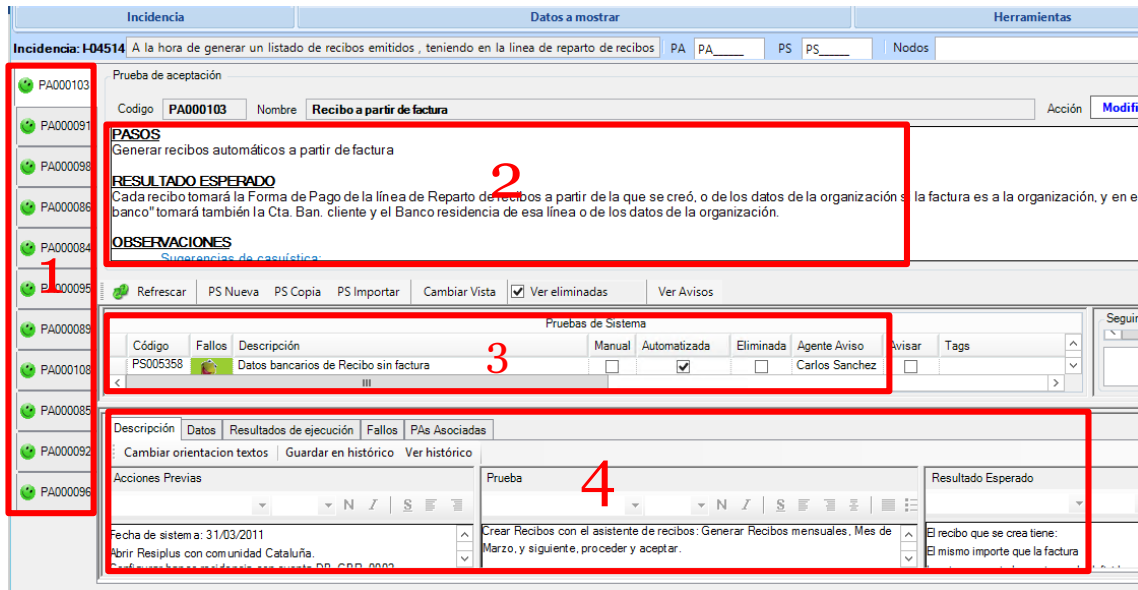 Incidencia Datos a mostrar Herramientas
Incidencia: I-04514 A la hora de generar un listado de recibos emitidos , teniendo en la linea de reparto de recibos PA PA_____ PS PS_____ Nodos
PA000103
PA000091
PA000098
PA000086
PA000084
PA000095
PA000089
PA000108
PA000085
PA000092
PA000096
1
Prueba de aceptación
Codigo PA000103 Nombre Recibo a partir de factura Acción Modifi
PASOS
Generar recibos automáticos a partir de factura
RESULTADO ESPERADO
Cada recibo tomará la Forma de Pago de la línea de Reparto de recibos a partir de la que se creó, o de los datos de la organización si la factura es a la organización, y en e
banco" tomará también la Cta. Ban. cliente y el Banco residencia de esa línea o de los datos de la organización.
OBSERVACIONES
Sugerencias de casuística:
2
Refrescar PS Nueva PS Copia PS Importar Cambiar Vista Ver eliminadas Ver Avisos
Pruebas de Sistema Seguir
Código Fallos Descripción Manual Automatizada Eliminada Agente Aviso Avisar Tags
PS005358 Datos bancarios de Recibo sin factura Carlos Sanchez
3
Descripción Datos Resultados de ejecución Fallos PAs Asociadas
Cambiar orientacion textos Guardar en histórico Ver histórico
Acciones Previas Prueba Resultado Esperado
N I S N I S
4
Fecha de sistema: 31/03/2011
Abrir Resiplus con comunidad Cataluña.
Crear Recibos con el asistente de recibos: Generar Recibos mensuales, Mes de
Marzo, y siguiente, proceder y aceptar.
El recibo que se crea tiene:
El mismo importe que la factura